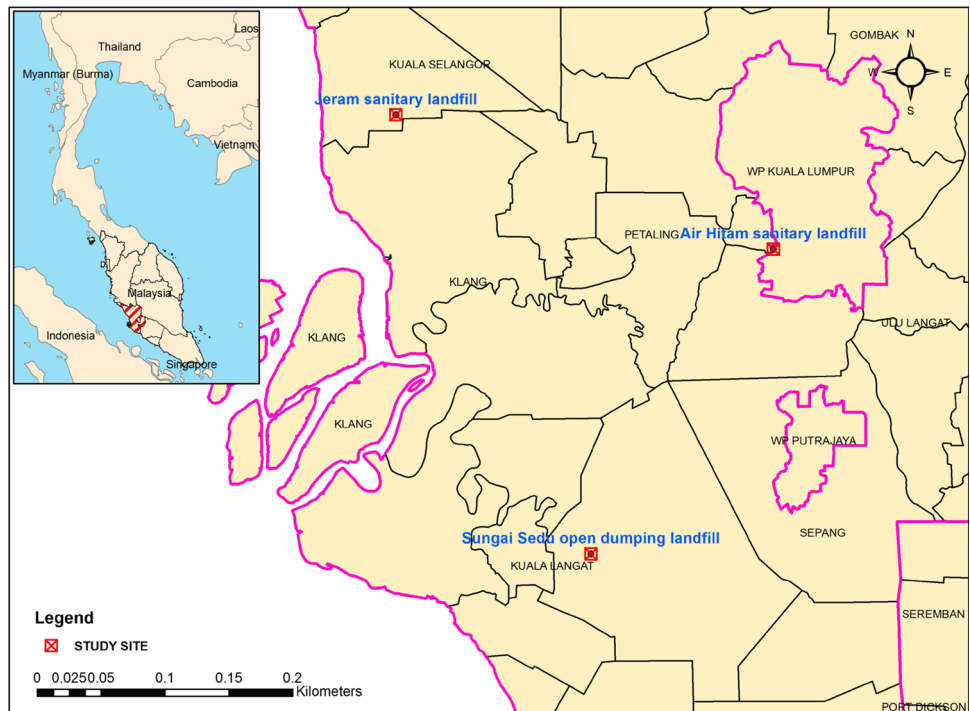 Laos
Thailand
Myanmar (Burma)
Cambodia
Vietnam
Malaysia
Indonesia
Singapore
GOMBAK
N
W
E
S
KUALA SELANGOR
Jeram sanitary landfill
WP KUALA LUMPUR
PETALING
Air Hitam sanitary landfill
KLANG
ULU LANGAT
KLANG
KLANG
WP PUTRAJAYA
SEPANG
Sungai Sedu open dumping landfill
KUALA LANGAT
SEREMBAN
PORT DICKSON
Legend
STUDY SITE
0 0.0250.05 0.1 0.15 0.2
Kilometers